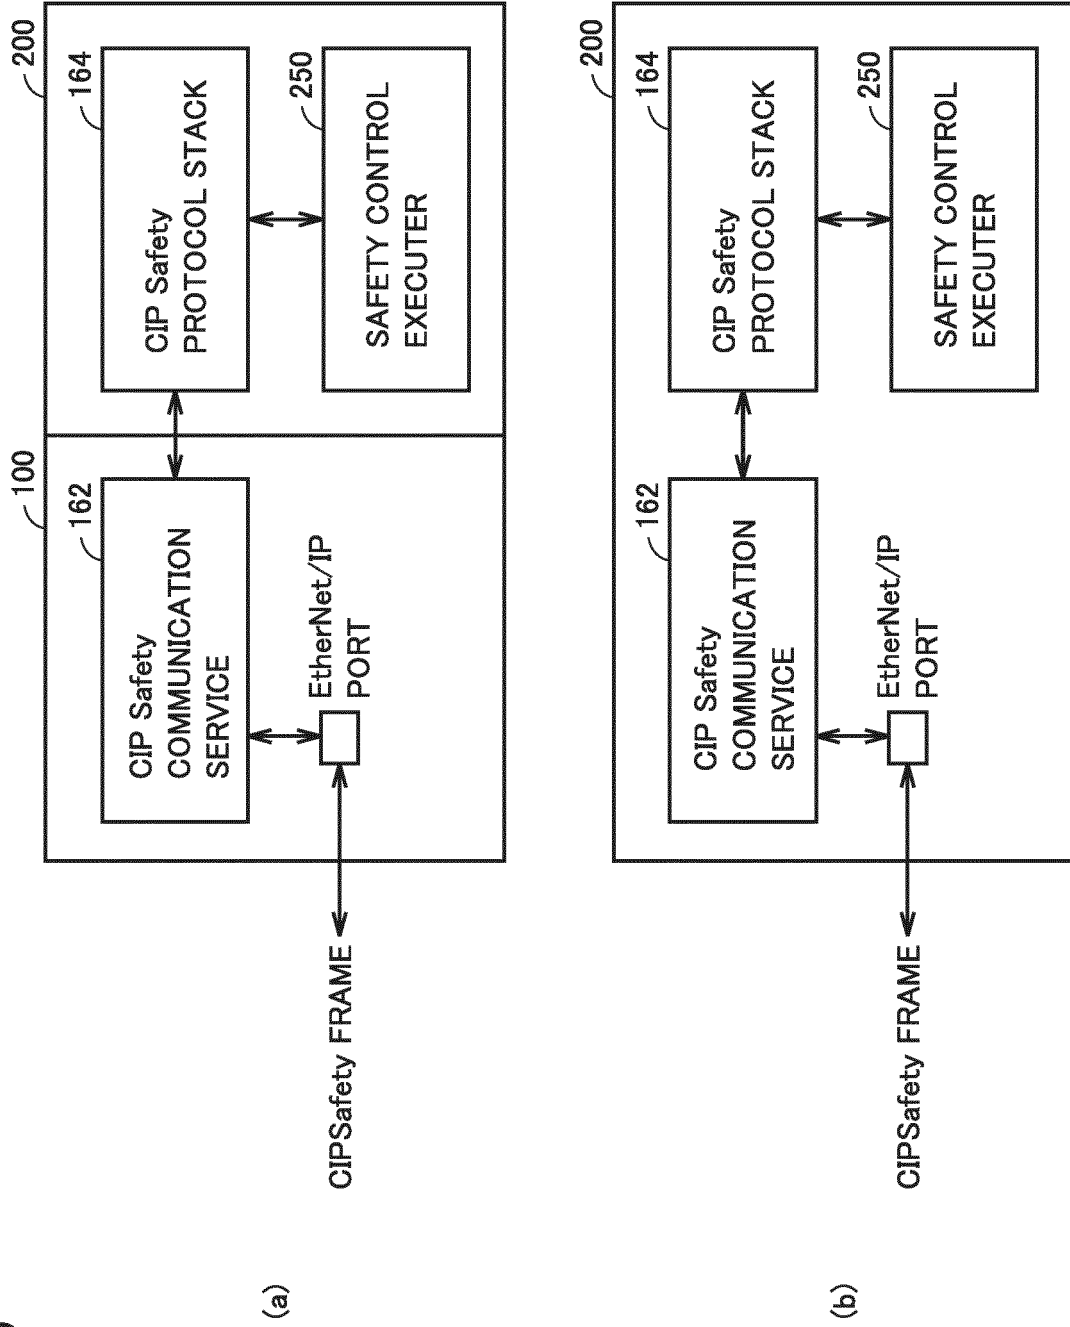 (a)
100
200
162
CIP Safety
COMMUNICATION
SERVICE
164
CIP Safety
PROTOCOL STACK
EtherNet/IP
PORT
250
SAFETY CONTROL
EXECUTER
CIPSafety FRAME
(b)
200
162
CIP Safety
COMMUNICATION
SERVICE
164
CIP Safety
PROTOCOL STACK
EtherNet/IP
PORT
250
SAFETY CONTROL
EXECUTER
CIPSafety FRAME